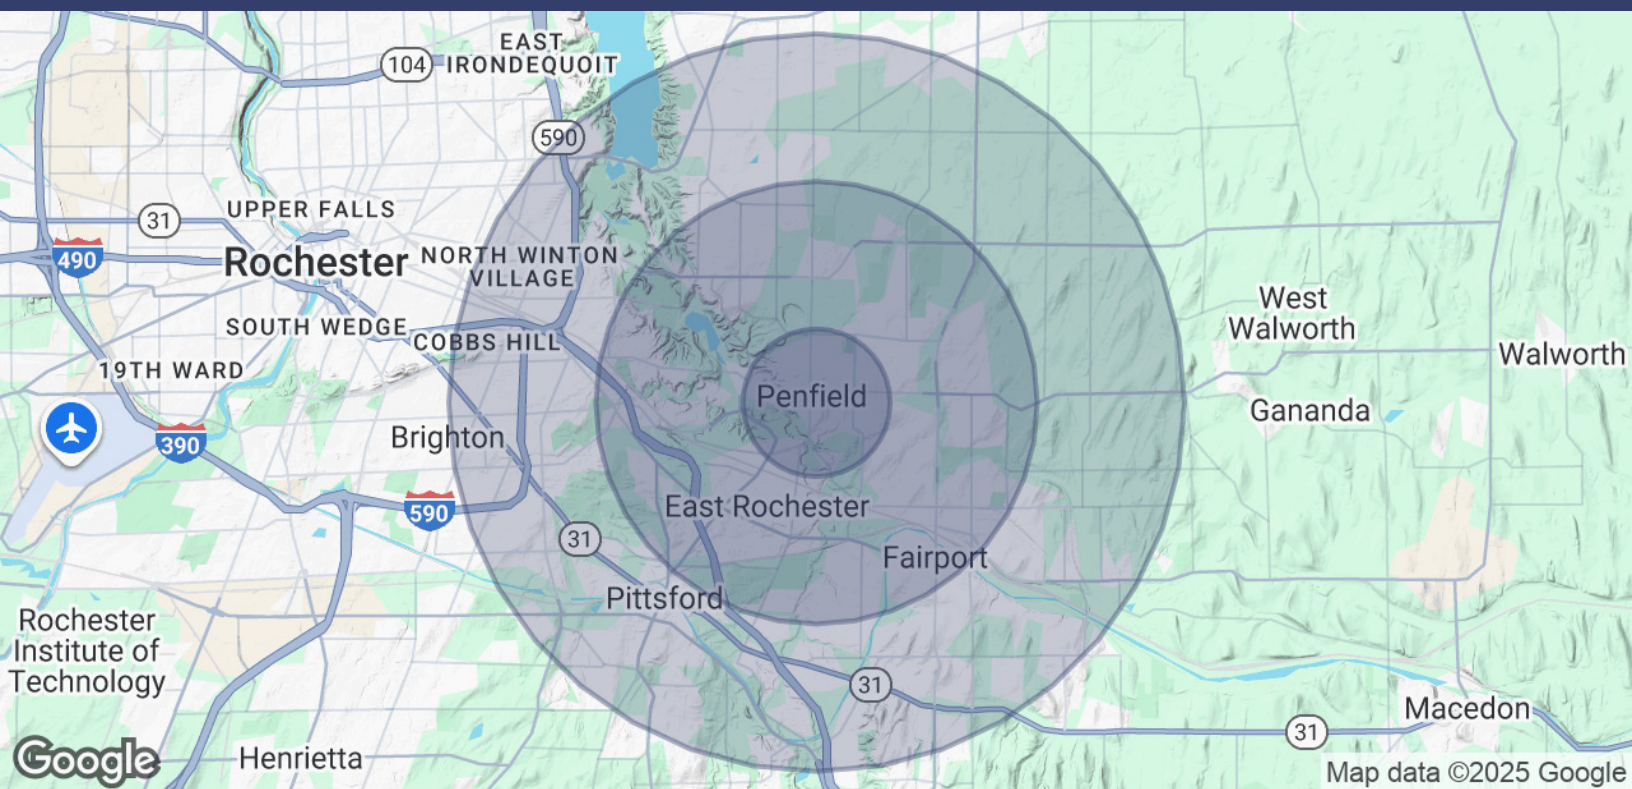 EAST
IRONDEQUOIT
104
590
31
UPPER FALLS
490
Rochester
NORTH WINTON
VILLAGE
SOUTH WEDGE
COBBS HILL
19TH WARD
West
Walworth
Walworth
Penfield
Gananda
Brighton
390
590
East Rochester
31
Fairport
Pittsford
Rochester
Institute of
Technology
31
Macedon
31
Henrietta
Google
Map data ©2025 Google